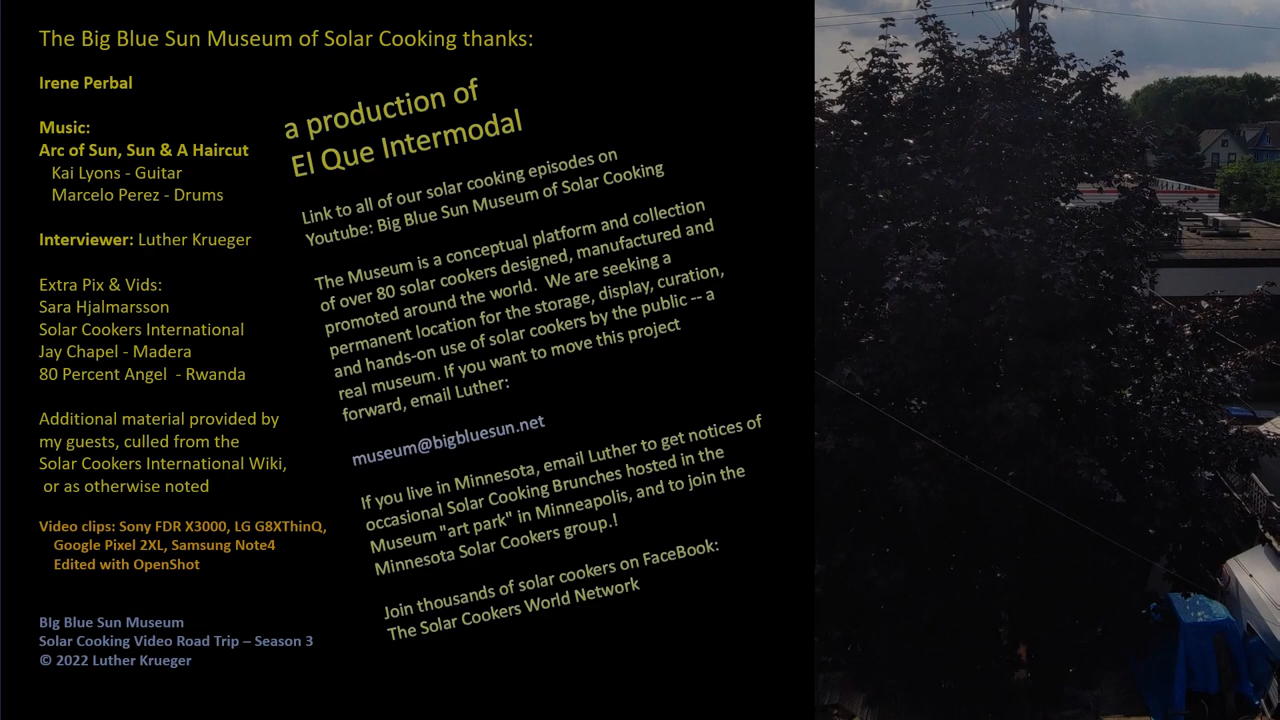 The Big Blue Sun Museum of Solar Cooking thanks:
Irene Perbal
Music:
Arc of Sun, Sun & A Haircut
Kai Lyons - Guitar
Marcelo Perez - Drums
Interviewer: Luther Krueger
Extra Pix & Vids:
Sara Hjalmarsson
Solar Cookers International
Jay Chapel - Madera
80 Percent Angel  - Rwanda
Additional material provided by
my guests, culled from the
Solar Cookers International Wiki,
or as otherwise noted
Video clips: Sony FDR X3000, LG G8XThinQ,
Google Pixel 2XL, Samsung Note4
Edited with OpenShot
BIg Blue Sun Museum
Solar Cooking Video Road Trip – Season 3
© 2022 Luther Krueger
a production of
El Que Intermodal
Link to all of our solar cooking episodes on
Youtube: Big Blue Sun Museum of Solar Cooking
The Museum is a conceptual platform and collection
of over 80 solar cookers designed, manufactured and
promoted around the world.  We are seeking a
permanent location for the storage, display, curation,
and hands-on use of solar cookers by the public -- a
real museum. If you want to move this project
forward, email Luther:
museum@bigbluesun.net
If you live in Minnesota, email Luther to get notices of
occasional Solar Cooking Brunches hosted in the
Museum "art park" in Minneapolis, and to join the
Minnesota Solar Cookers group.!
Join thousands of solar cookers on FaceBook:
The Solar Cookers World Network